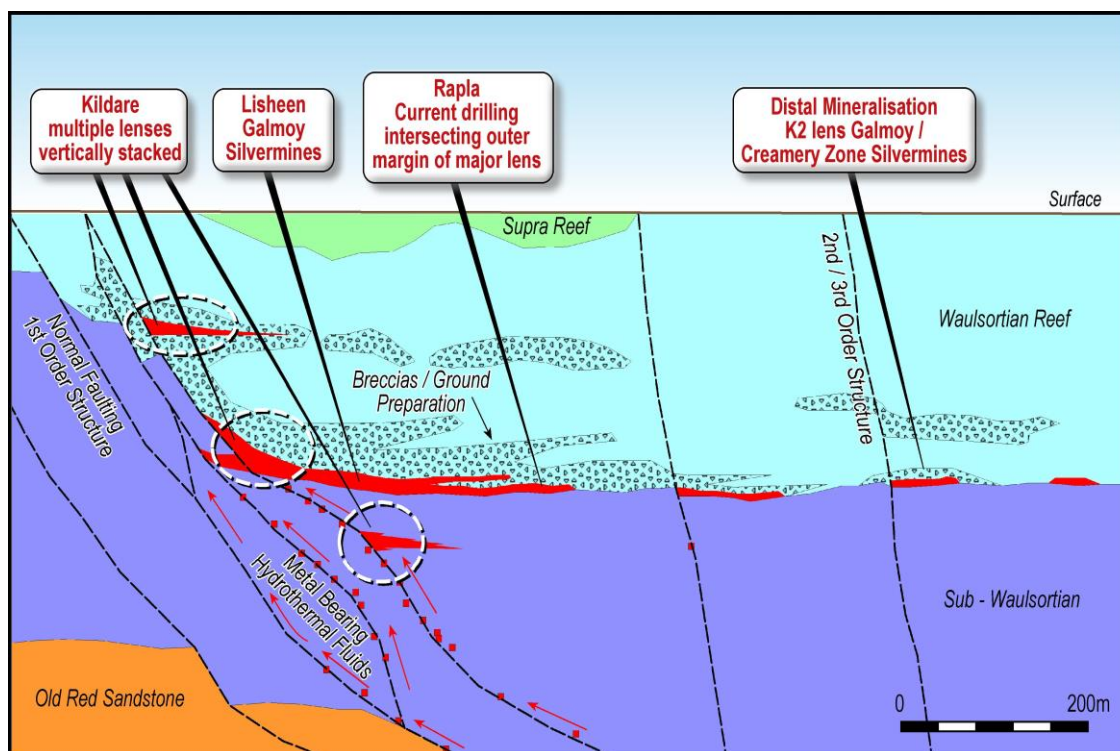 Kildare
multiple lenses
vertically stacked
Lisheen
Galmoy
Silvermines
Rapla
Current drilling
intersecting outer
margin of major lens
Distal Mineralisation
K2 lens Galmoy /
Creamery Zone Silvermines
Surface
Supra Reef
Normal Faulting
1st Order Structure
Breccias / Ground
Preparation
2nd / 3rd Order Structure
Waulsortian Reef
Metal Bearing
Hydrothermal Fluids
Sub - Waulsortian
Old Red Sandstone
0
200m